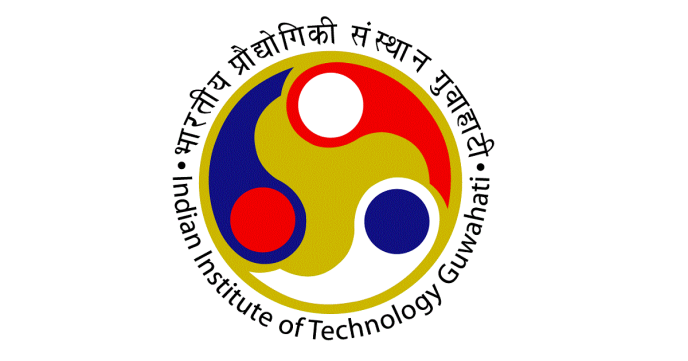 भारतीय प्रौद्योगिकी संस्थान गुवाहाटी
Indian Institute of Technology Guwahati